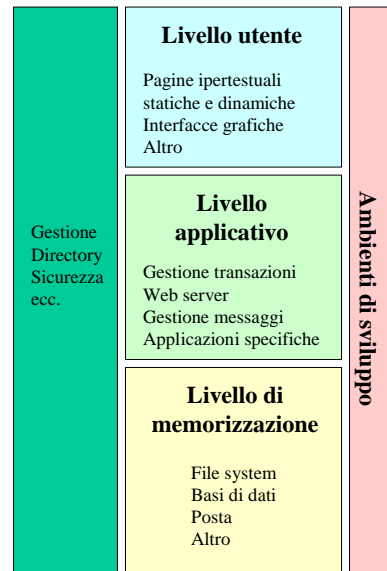 Gestione
Directory
Sicurezza
ecc.
Livello utente
Pagine ipertestuali
statiche e dinamiche
Interfacce grafiche
Altro
Livello
applicativo
Gestione transazioni
Web server
Gestione messaggi
Applicazioni specifiche
Livello di
memorizzazione
File system
Basi di dati
Posta
Altro
Ambienti di sviluppo